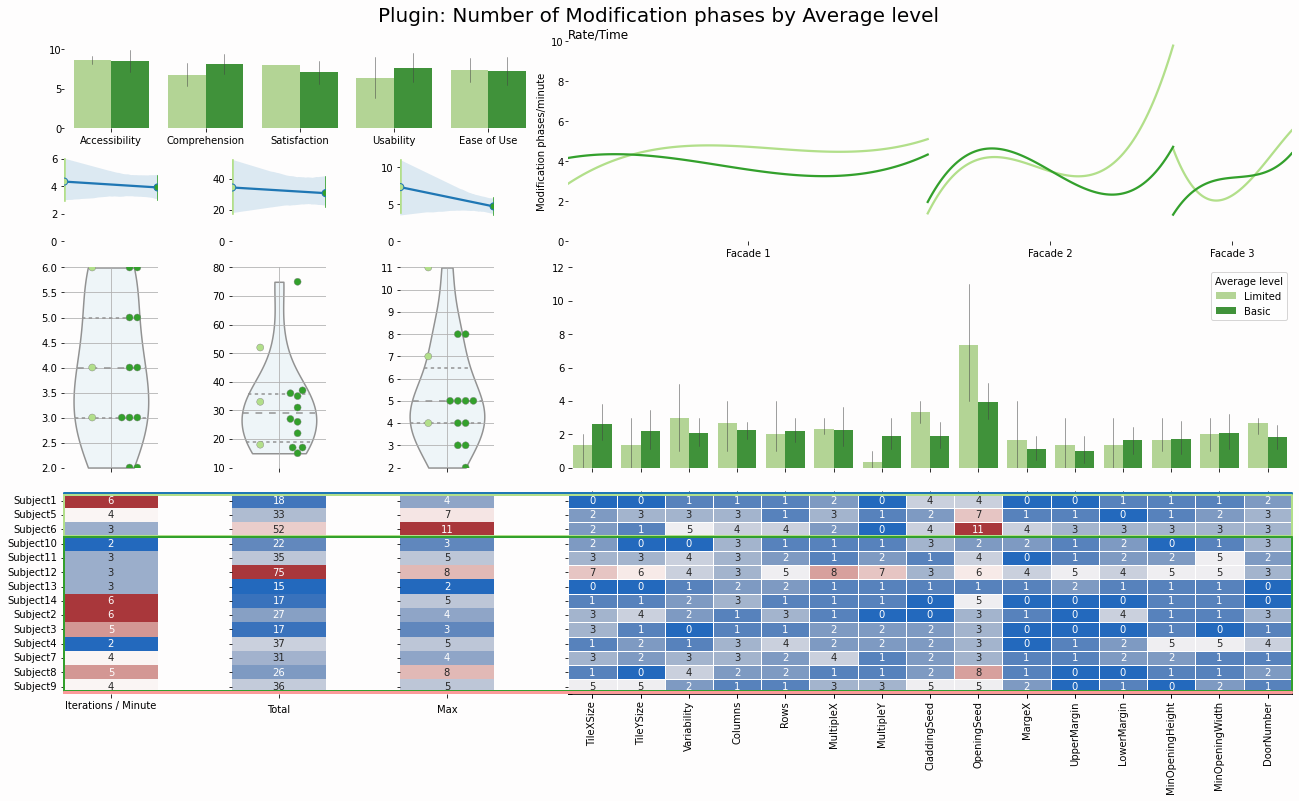 Plugin: Number of Modification phases by Average level
10
5
0
Accessibility Comprehension Satisfaction Usability Ease of Use
Rate/Time
Modification phases/minute
10
8
6
4
2
0
Facade 1 Facade 2 Facade 3
6
4
2
0
40
20
0
10
5
0
6.0
5.5
5.0
4.5
4.0
3.5
3.0
2.5
2.0
80
70
60
50
40
30
20
10
11
10
9
8
7
6
5
4
3
2
12
10
8
6
4
2
0
Average level
Limited
Basic
Subject1 6 18 4 0 0 1 1 1 2 0 4 4 0 0 1 1 1 2
Subject5 4 33 7 2 3 3 3 1 3 1 2 7 1 1 0 1 2 3
Subject6 3 52 11 2 1 5 4 4 2 0 4 11 4 3 3 3 3 3
Subject10 2 22 3 2 0 0 3 1 1 1 3 2 2 1 2 0 1 3
Subject11 3 35 5 3 3 4 3 2 1 2 1 4 0 1 2 2 5 2
Subject12 3 75 8 7 6 4 3 5 8 7 3 6 4 5 4 5 5 3
Subject13 3 15 2 0 0 1 2 2 1 1 1 1 1 2 1 1 1 0
Subject14 6 17 5 1 1 2 3 1 1 1 0 5 0 0 0 1 1 0
Subject2 6 27 4 3 4 2 1 1 2 0 0 3 1 0 4 1 1 3
Subject3 5 17 3 3 1 0 1 1 2 2 2 3 0 0 0 1 0 1
Subject4 2 37 5 1 2 1 3 4 2 2 2 3 0 1 1 5 5 4
Subject7 4 31 4 3 2 3 3 2 4 1 2 3 1 1 2 2 1 1
Subject8 5 26 8 2 0 4 2 2 1 1 2 8 1 0 0 1 1 2
Subject9 4 36 5 5 5 2 1 1 3 3 5 5 2 0 1 0 2 1
Iterations / Minute Total Max
TileXSize
TileYSize
Variability
Columns
Rows
MultipleX
MultipleY
CladdingSeed
OpeningSeed
MargeX
UpperMargin
LowerMargin
MinOpeningHeight
MinOpeningWidth
DoorNumber